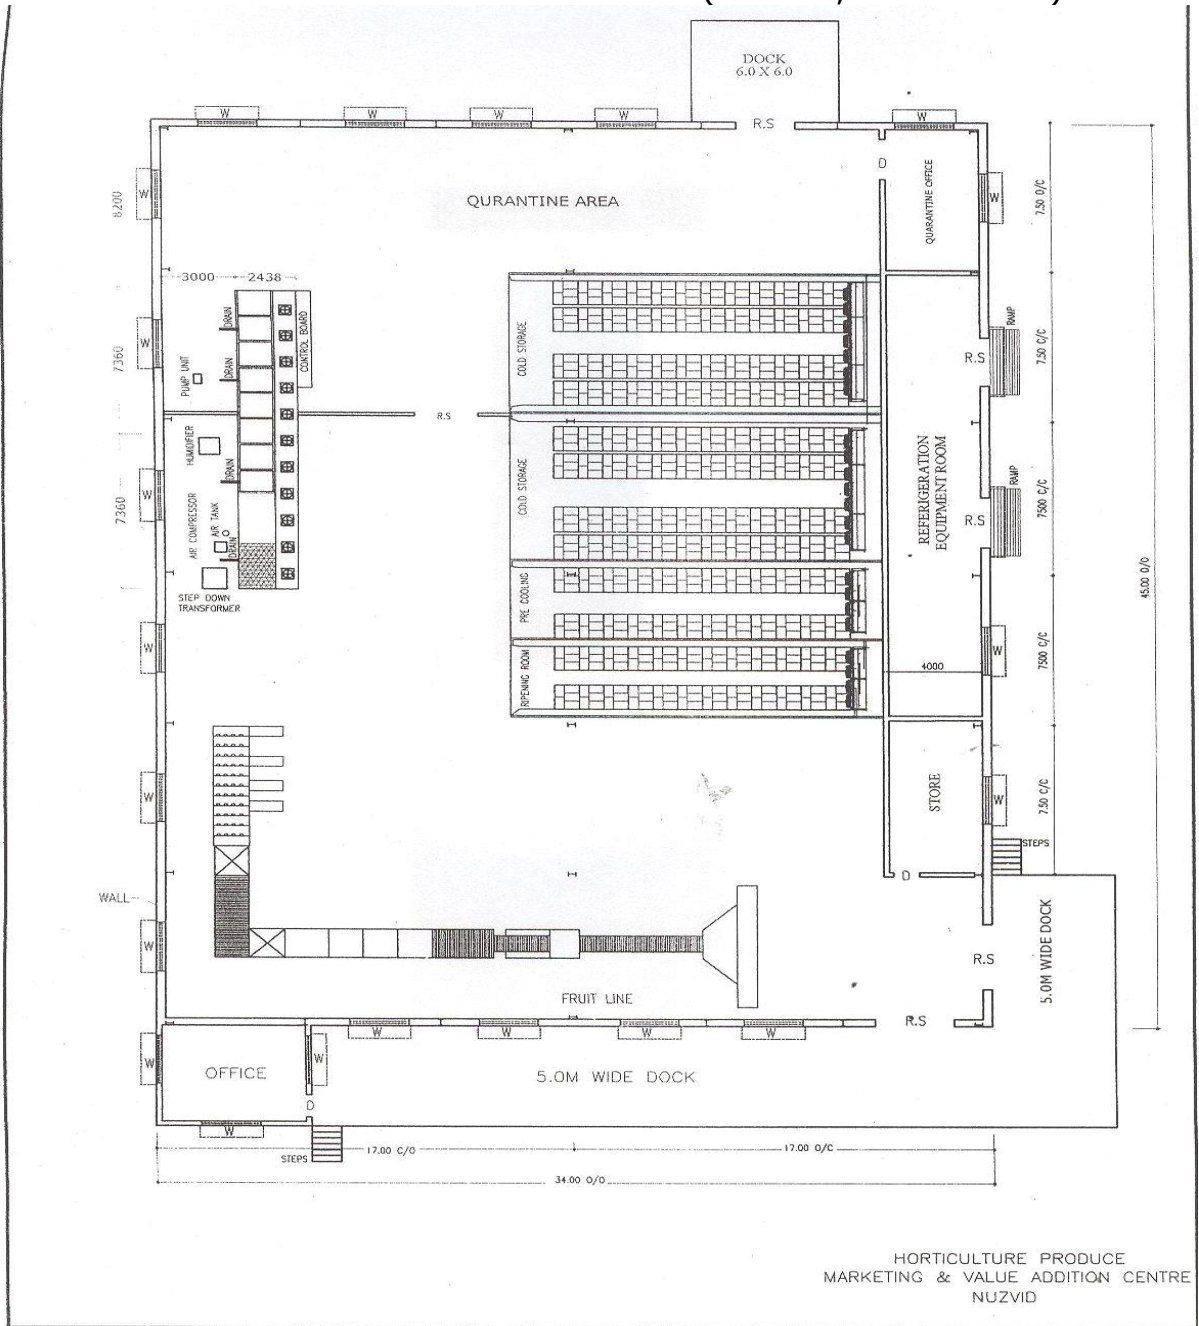 DOCK
6.0 X 6.0
W
W
W
W
R.S
W
D
W
8200
QURANTINE AREA
QUARANTINE OFFICE
W
7.50 O/C
3000
2438
DRAIN
CONTROL BOARD
COLD STORAGE
RAMP
W
7360
PUMP UNIT
DRAIN
R.S
7.50 C/C
R.S
HUMIDIFIER
DRAIN
COLD STORAGE
REFERIGERATION
EQUIPMENT ROOM
RAMP
W
7360
AIR COMPRESSOR
AIR TANK
DRAIN
R.S
7500 C/C
45.00 O/O
STEP DOWN
TRANSFORMER
PRE COOLING
W
RIPENING ROOM
4000
W
7500 C/C
W
STORE
W
7.50 C/C
STEPS
D
WALL
W
5.0M WIDE DOCK
R.S
FRUIT LINE
R.S
W
W
W
W
W
W
OFFICE
5.0M WIDE DOCK
D
W
STEPS
17.00 C/O
17.00 O/C
34.00 O/O
HORTICULTURE PRODUCE
MARKETING & VALUE ADDITION CENTRE
NUZVID